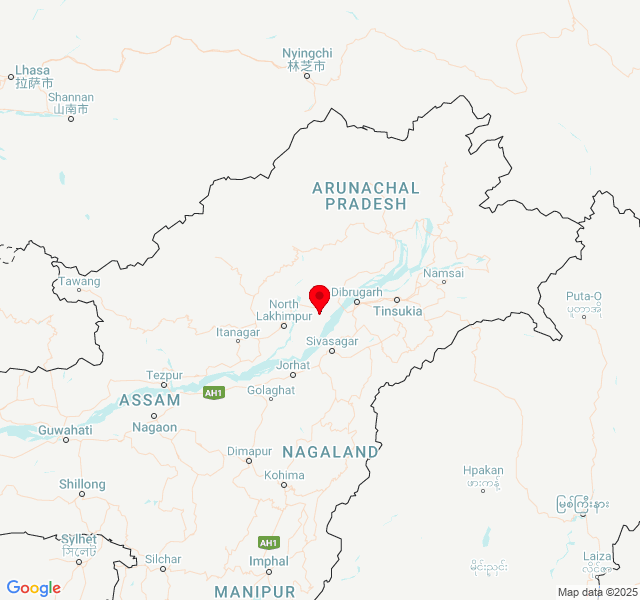 Nyingchi
林芝市
Lhasa
拉萨市
Shannan
山南市
ARUNACHAL
PRADESH
Tawang
Namsai
Dibrugarh
Puta-O
ပူတာအို
North
Lakhimpur
Tinsukia
Itanagar
Sivasagar
Jorhat
Tezpur
Golaghat
AH1
ASSAM
Nagaon
Guwahati
Dimapur
NAGALAND
Kohima
Hpakan
ဖားကန့်
Shillong
မြစ်ကြီးနား
Sylhet
সিলেট
AH1
Silchar
Imphal
မိုးညှင်း
Laiza
MANIPUR
Google
Map data ©2025